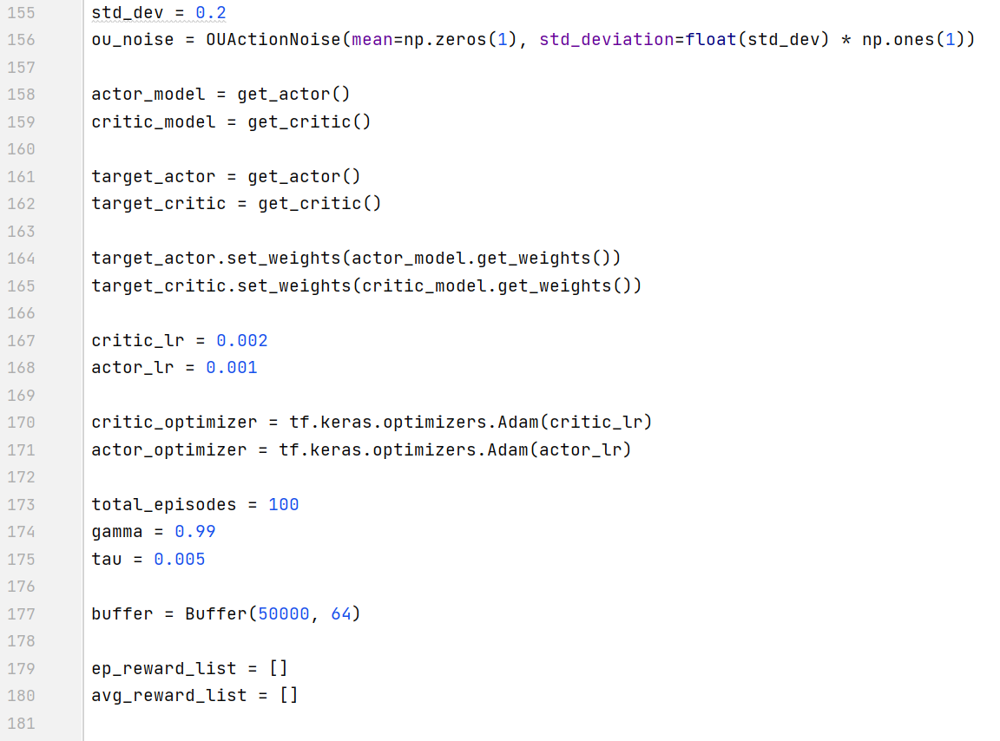 155 std_dev = 0.2
156 ou_noise = OUActionNoise(mean=np.zeros(1), std_deviation=float(std_dev) * np.ones(1))
157
158 actor_model = get_actor()
159 critic_model = get_critic()
160
161 target_actor = get_actor()
162 target_critic = get_critic()
163
164 target_actor.set_weights(actor_model.get_weights())
165 target_critic.set_weights(critic_model.get_weights())
166
167 critic_lr = 0.002
168 actor_lr = 0.001
169
170 critic_optimizer = tf.keras.optimizers.Adam(critic_lr)
171 actor_optimizer = tf.keras.optimizers.Adam(actor_lr)
172
173 total_episodes = 100
174 gamma = 0.99
175 tau = 0.005
176
177 buffer = Buffer(50000, 64)
178
179 ep_reward_list = []
180 avg_reward_list = []
181